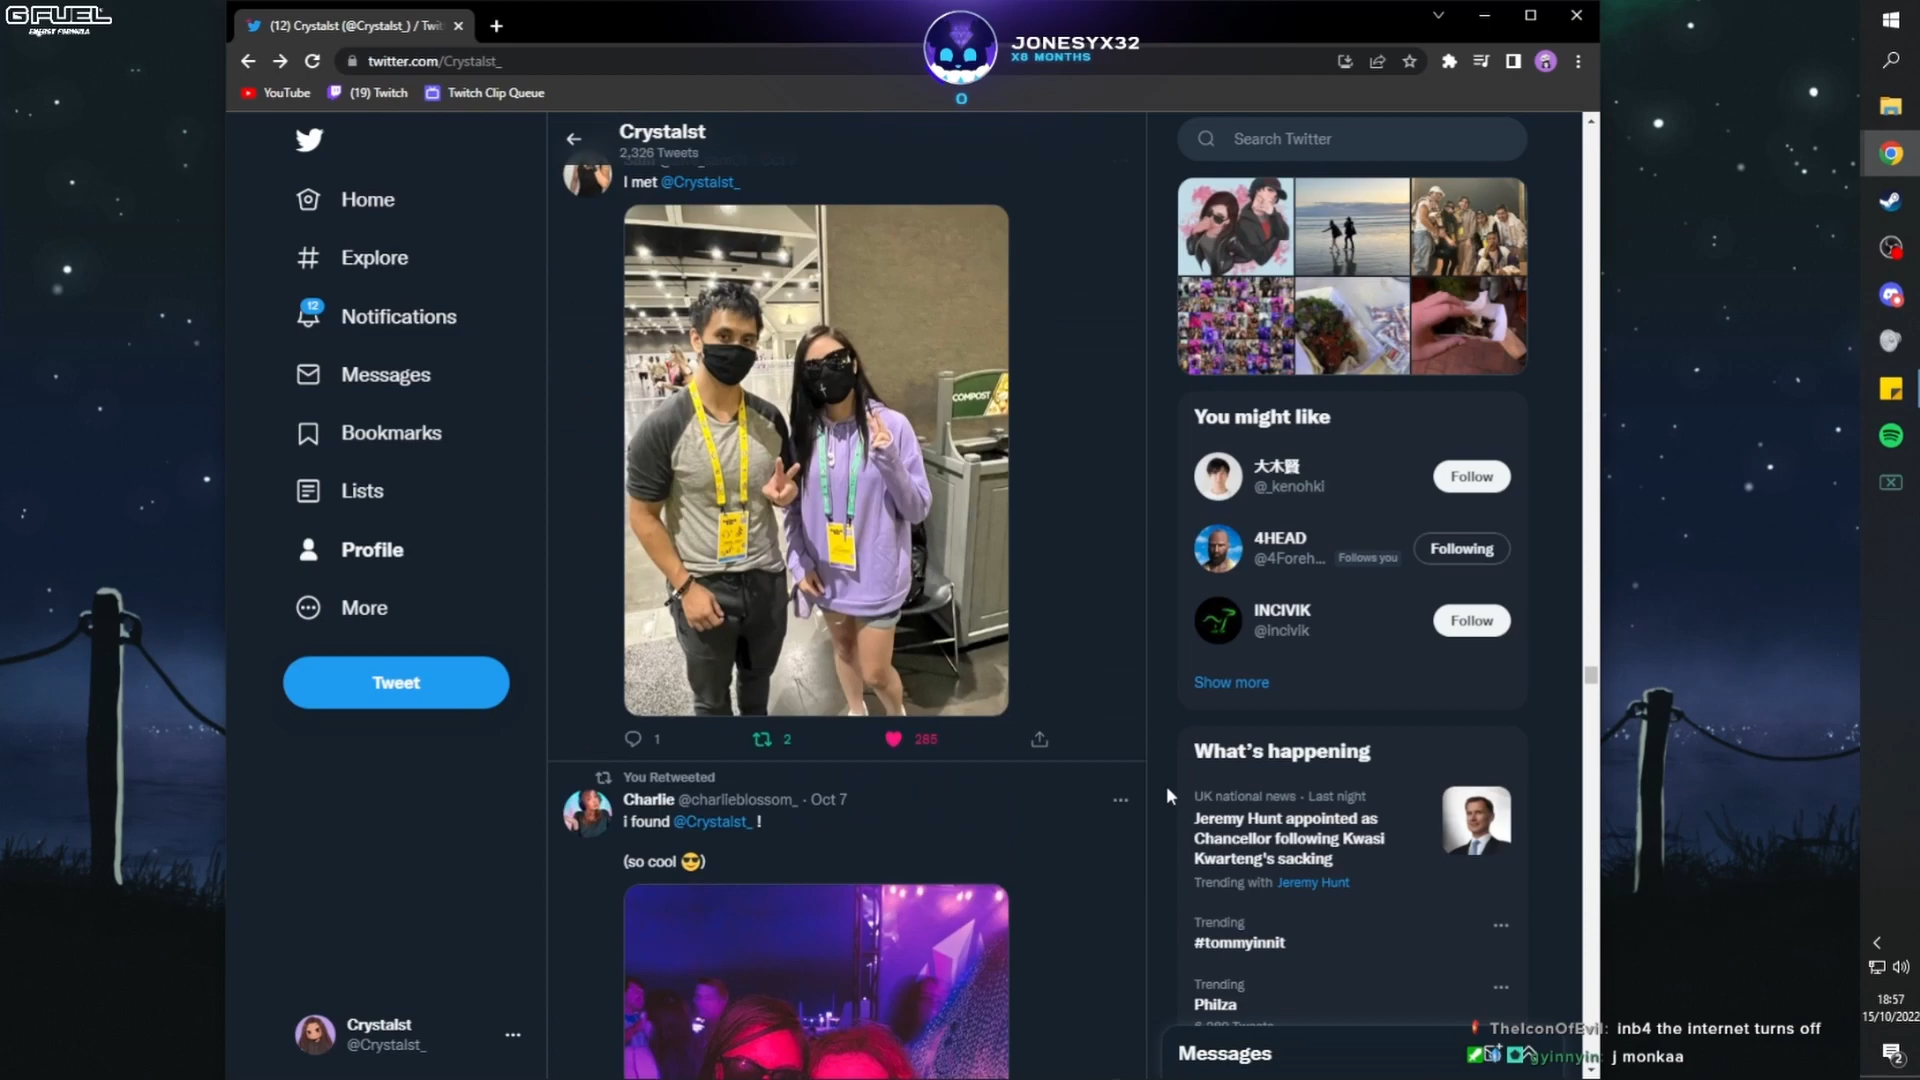 G FUEL
ENERGY FORMULA
(12) Crystalst (@Crystalst_) / Twit
JONESYX32
X8 MONTHS
twitter.com/Crystalst_
YouTube
(19) Twitch
Twitch Clip Queue
Home
Explore
12
Notifications
Messages
Bookmarks
Lists
Profile
More
Tweet
Crystalst
@Crystalst_
Crystalst
2,326 Tweets
I met @Crystalst_
COMPOST
1
2
285
You Retweeted
Charlie @charlieblossom_ · Oct 7
i found @Crystalst_ !
(so cool 😎)
Search Twitter
You might like
大木賢
@_kenohki
Follow
4HEAD
@4Foreh... Follows you
Following
INCIVIK
@incivik
Follow
Show more
What's happening
UK national news · Last night
Jeremy Hunt appointed as
Chancellor following Kwasi
Kwarteng's sacking
Trending with Jeremy Hunt
Trending
#tommyinnit
Trending
Philza
Messages
TheIconOfEvil: inb4 the internet turns off
gyinnyin: j monkaa
18:57
15/10/2022
2